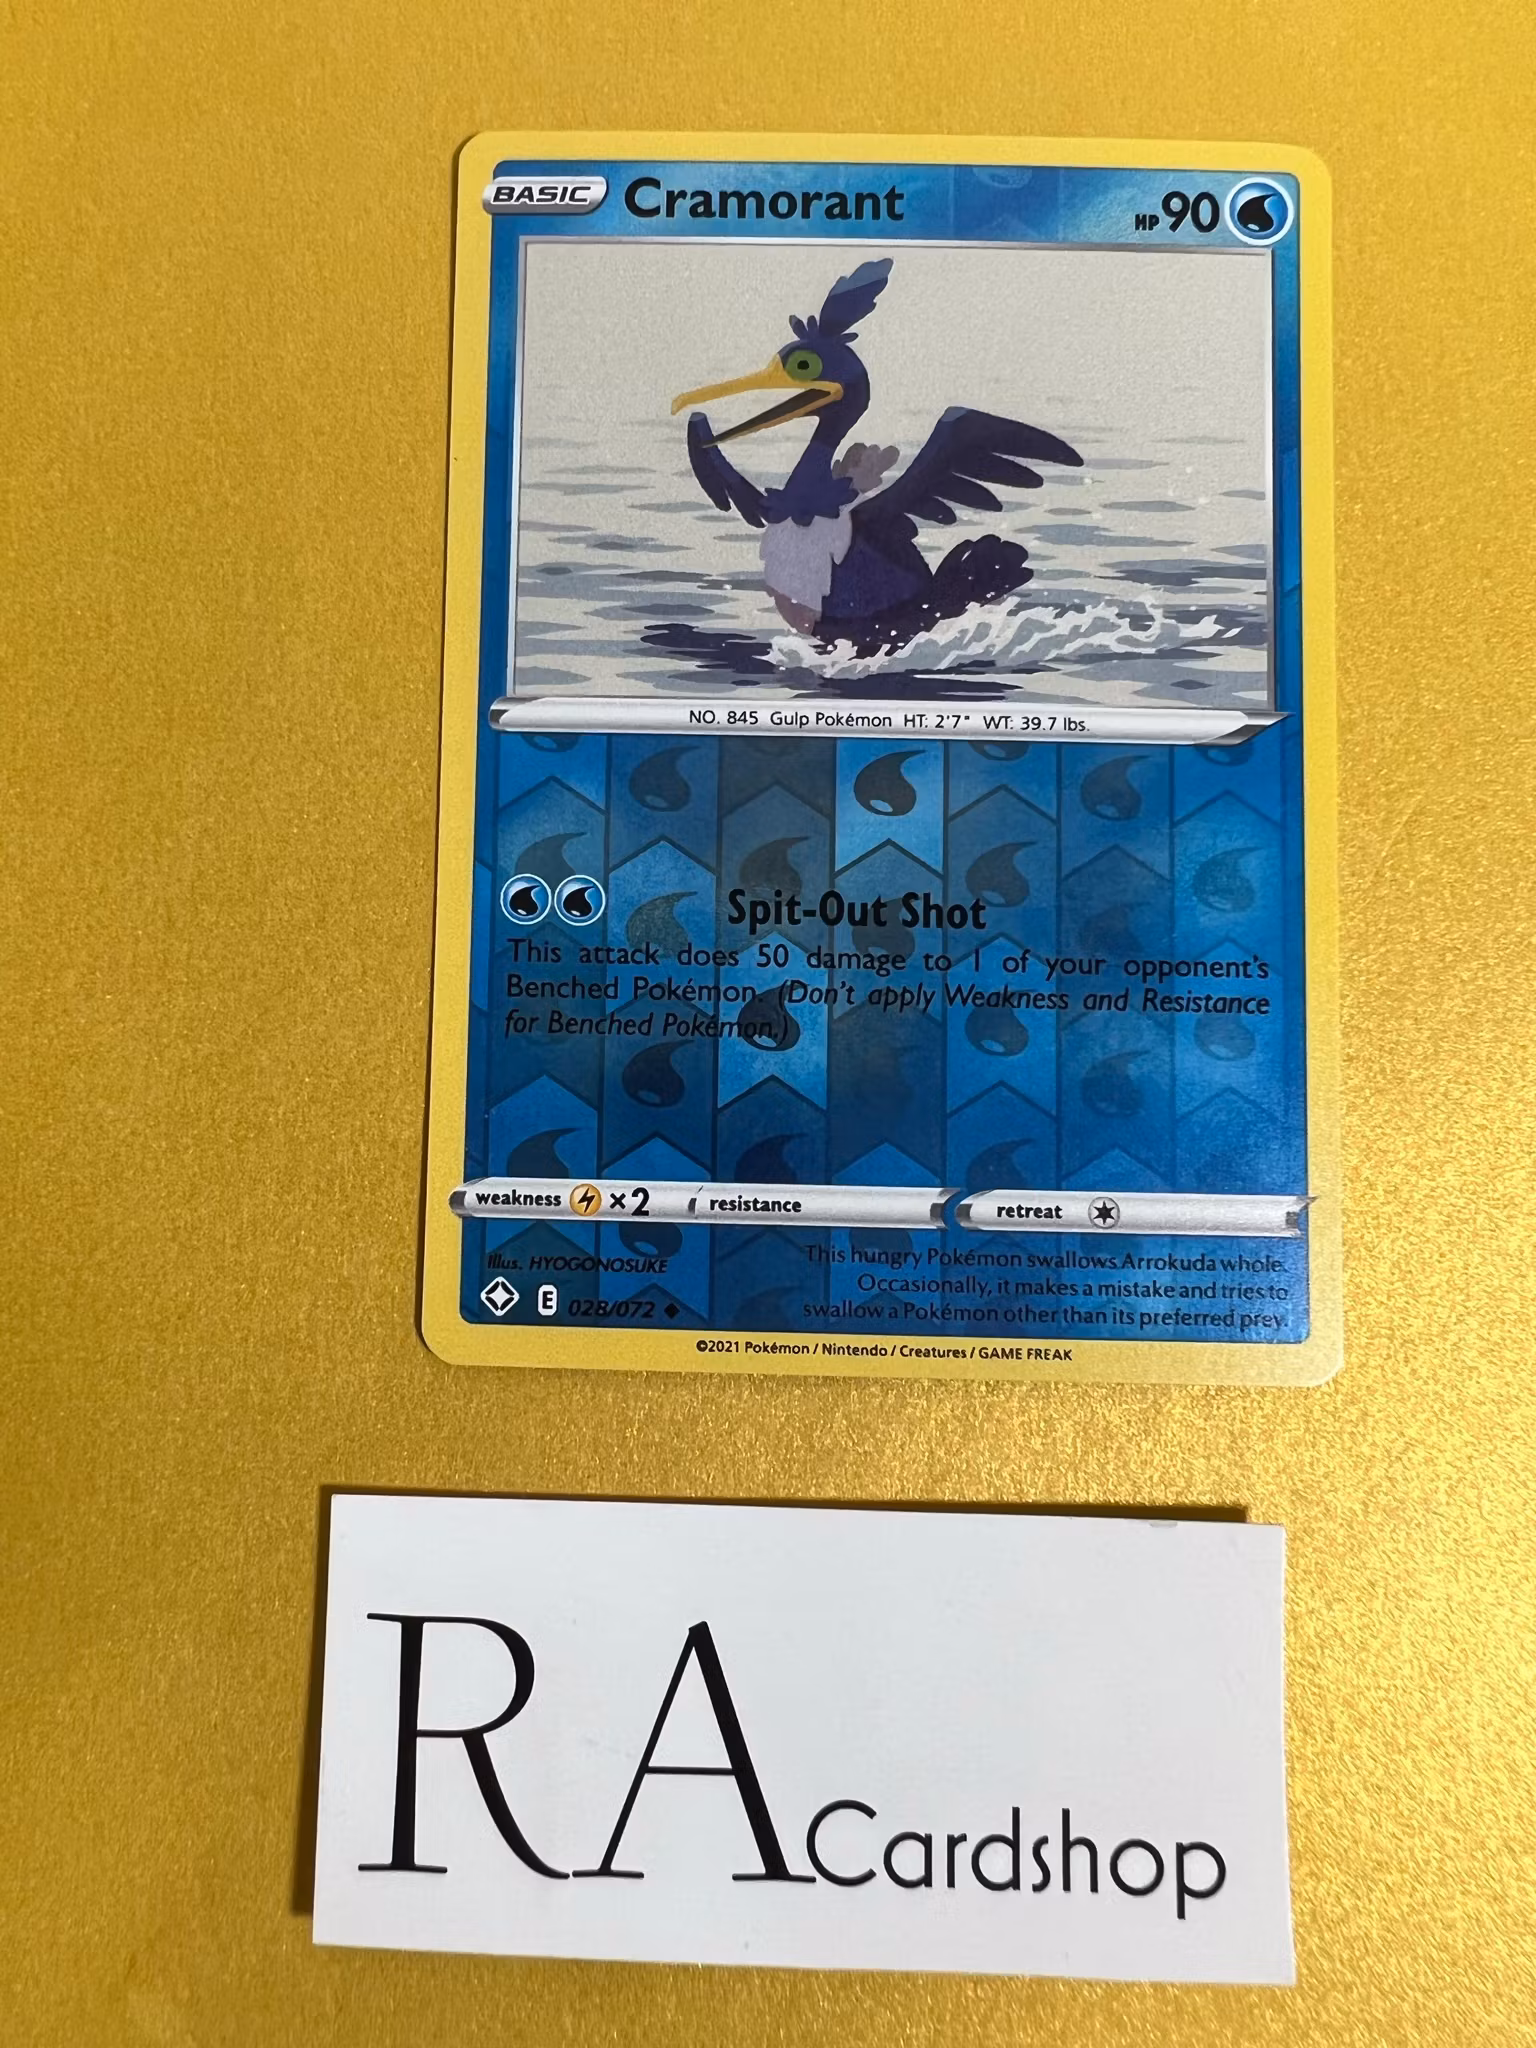 BASIC Cramorant HP 90
NO. 845 Gulp Pokémon HT: 2'7" WT: 39.7 lbs.
Spit-Out Shot
This attack does 50 damage to 1 of your opponent's
Benched Pokémon. (Don't apply Weakness and Resistance
for Benched Pokémon.)
weakness ×2 resistance retreat
Illus. HYOGONOSUKE
E 028/072
This hungry Pokémon swallows Arrokuda whole.
Occasionally, it makes a mistake and tries to
swallow a Pokémon other than its preferred prey.
©2021 Pokémon / Nintendo / Creatures / GAME FREAK
RA Cardshop